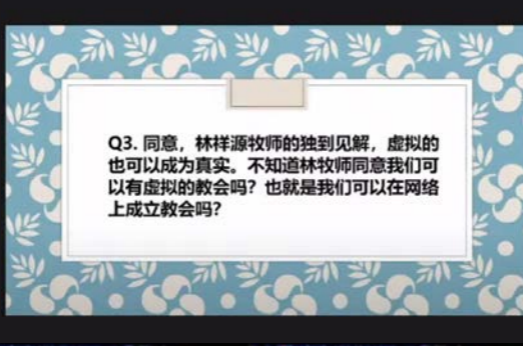 Q3. 同意，林祥源牧师的独到见解，虚拟的
也可以成为真实。不知道林牧师同意我们可
以有虚拟的教会吗？也就是我们可以在网络
上成立教会吗？